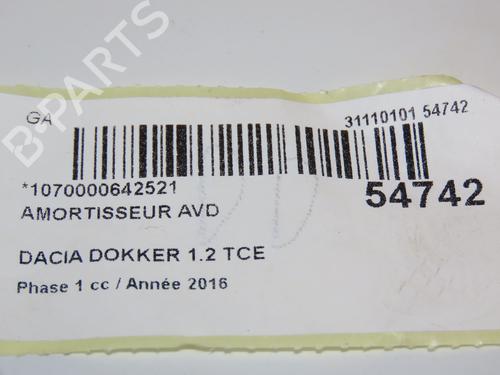 B-PARTS
GA
31110101 54742
*1070000642521
54742
AMORTISSEUR AVD
DACIA DOKKER 1.2 TCE
Phase 1 cc / Année 2016